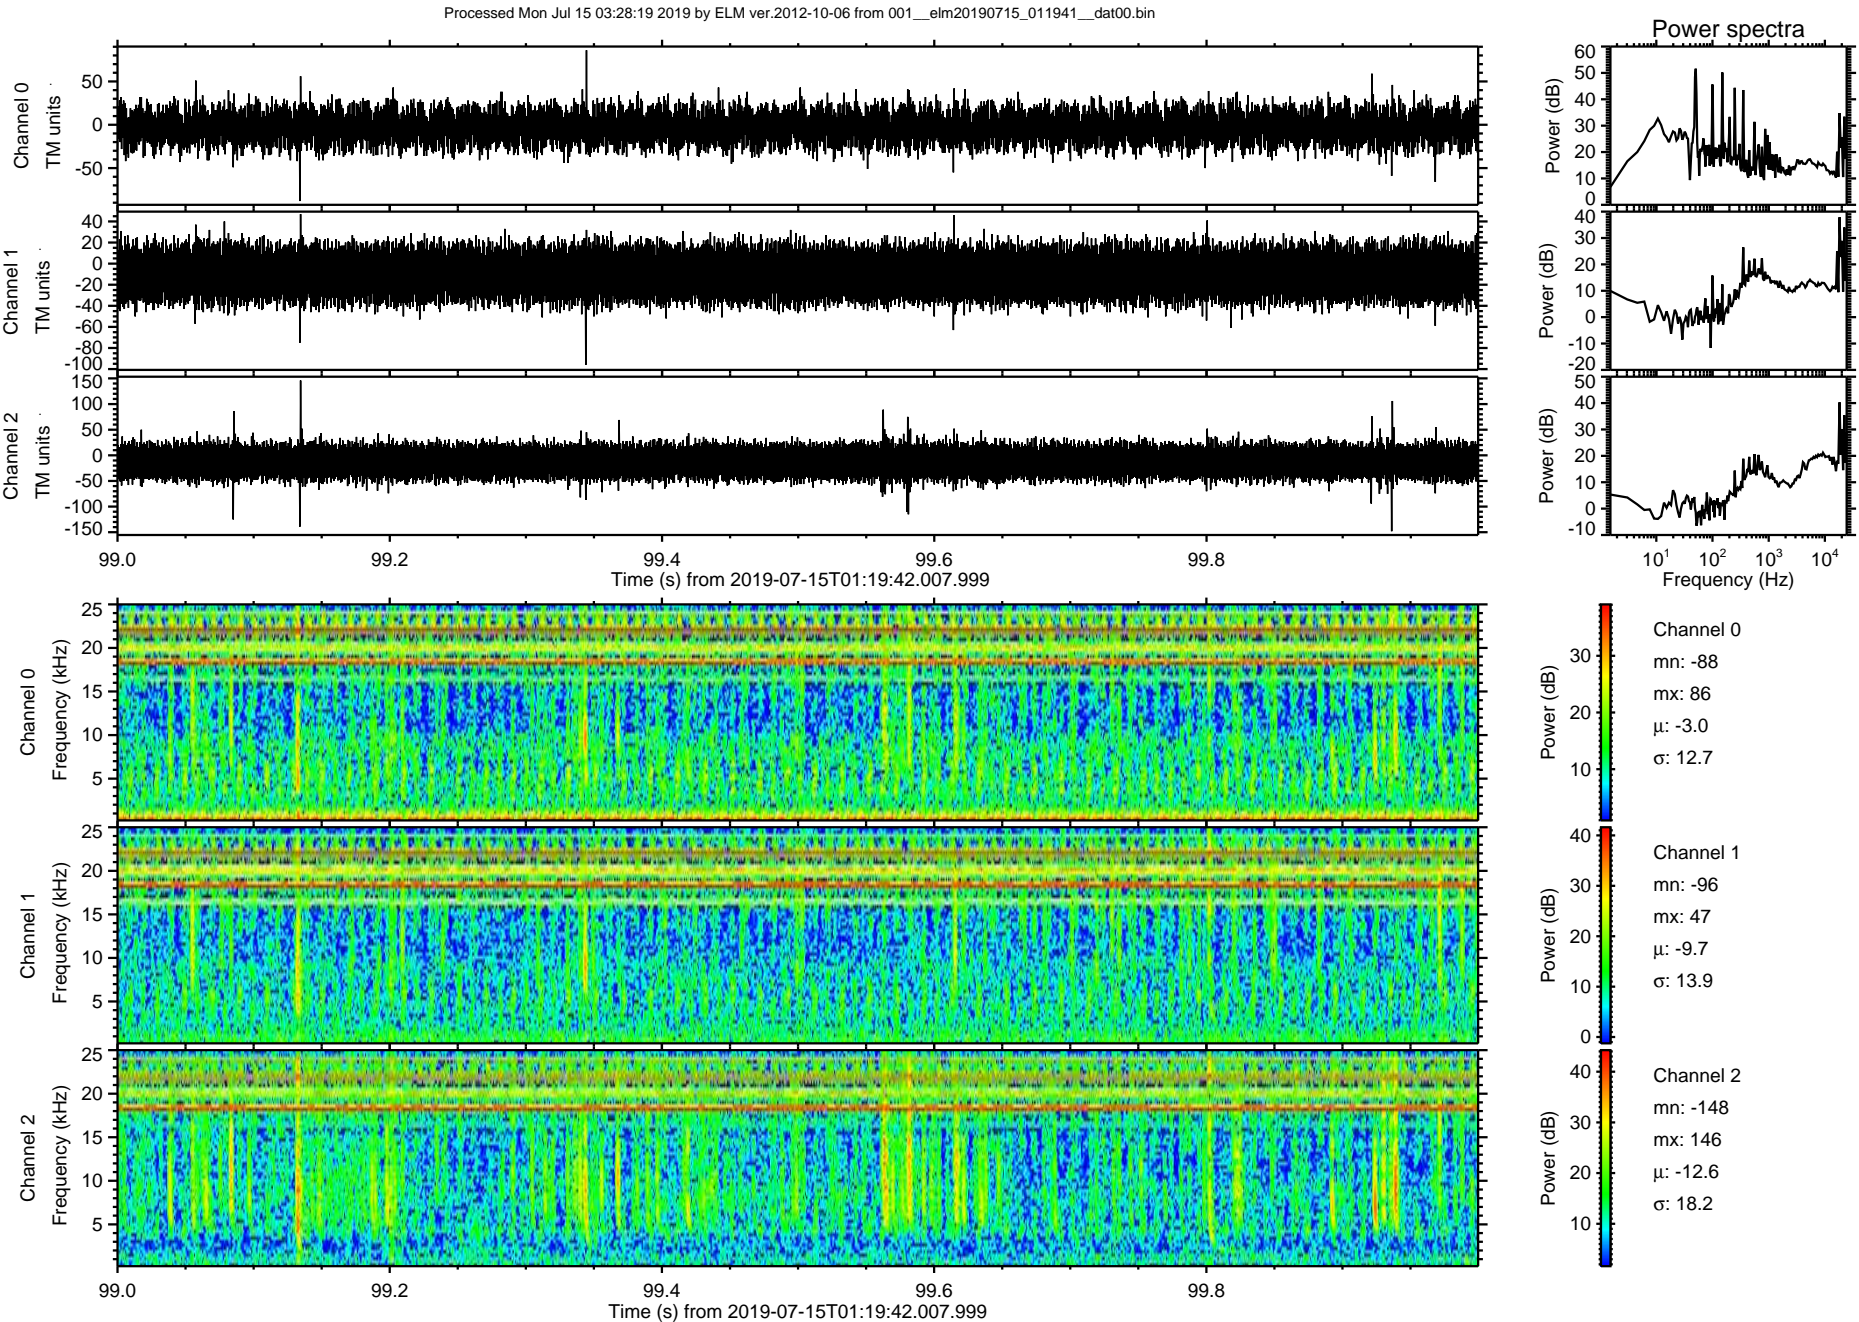 Processed Mon Jul 15 03:28:19 2019 by ELM ver.2012-10-06 from 001__elm20190715_011941__dat00.bin
Power spectra
Channel 0
TM units
50
0
-50
Power (dB)
60
50
40
30
20
10
0
Channel 1
TM units
40
20
0
-20
-40
-60
-80
-100
Power (dB)
40
30
20
10
0
-10
-20
Channel 2
TM units
150
100
50
0
-50
-100
-150
Power (dB)
50
40
30
20
10
0
-10
99.0 99.2 99.4 99.6 99.8
Time (s) from 2019-07-15T01:19:42.007.999
10¹ 10² 10³ 10⁴
Frequency (Hz)
Channel 0
Frequency (kHz)
25
20
15
10
5
Power (dB)
30
20
10
Channel 0
mn: -88
mx: 86
μ: -3.0
σ: 12.7
Channel 1
Frequency (kHz)
25
20
15
10
5
Power (dB)
40
30
20
10
0
Channel 1
mn: -96
mx: 47
μ: -9.7
σ: 13.9
Channel 2
Frequency (kHz)
25
20
15
10
5
Power (dB)
40
30
20
10
Channel 2
mn: -148
mx: 146
μ: -12.6
σ: 18.2
99.0 99.2 99.4 99.6 99.8
Time (s) from 2019-07-15T01:19:42.007.999